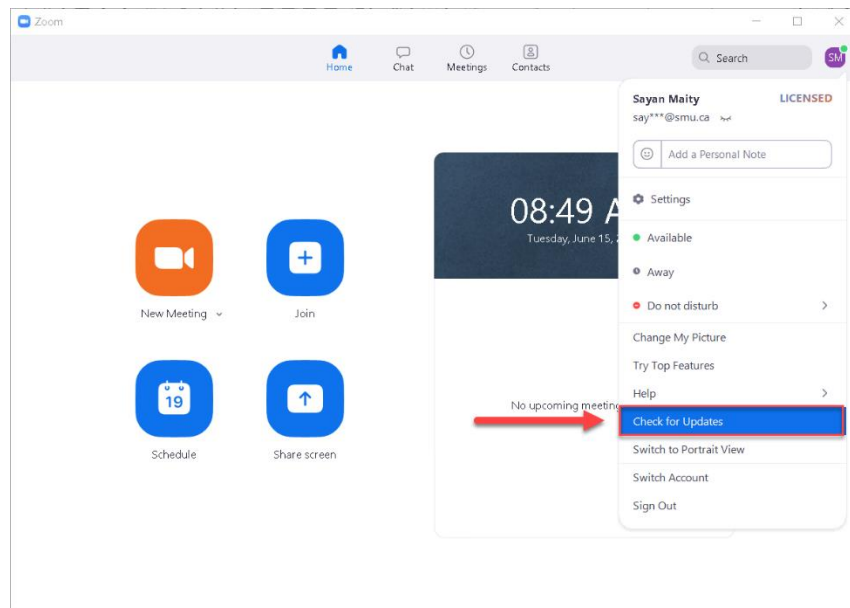 Zoom
Home
Chat
Meetings
Contacts
Search
SM
Sayan Maity
LICENSED
say***@smu.ca
Add a Personal Note
Settings
Available
Away
Do not disturb
Change My Picture
Try Top Features
Help
Check for Updates
Switch to Portrait View
Switch Account
Sign Out
08:49 A
Tuesday, June 15,
No upcoming meeting
New Meeting
Join
19
Schedule
Share screen